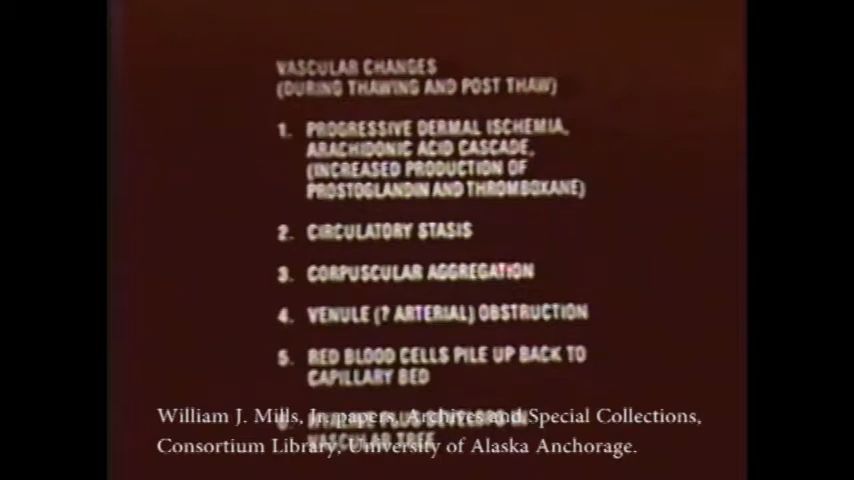 VASCULAR CHANGES
(DURING THAWING AND POST THAW)
1. PROGRESSIVE DERMAL ISCHEMIA,
ARACHIDONIC ACID CASCADE,
(INCREASED PRODUCTION OF
PROSTOGLANDIN AND THROMBOXANE)
2. CIRCULATORY STASIS
3. CORPUSCULAR AGGREGATION
4. VENULE (? ARTERIAL) OBSTRUCTION
5. RED BLOOD CELLS PILE UP BACK TO
CAPILLARY BED
William J. Mills, Jr. papers, Archives and Special Collections,
VASCULAR TREE
Consortium Library, University of Alaska Anchorage.